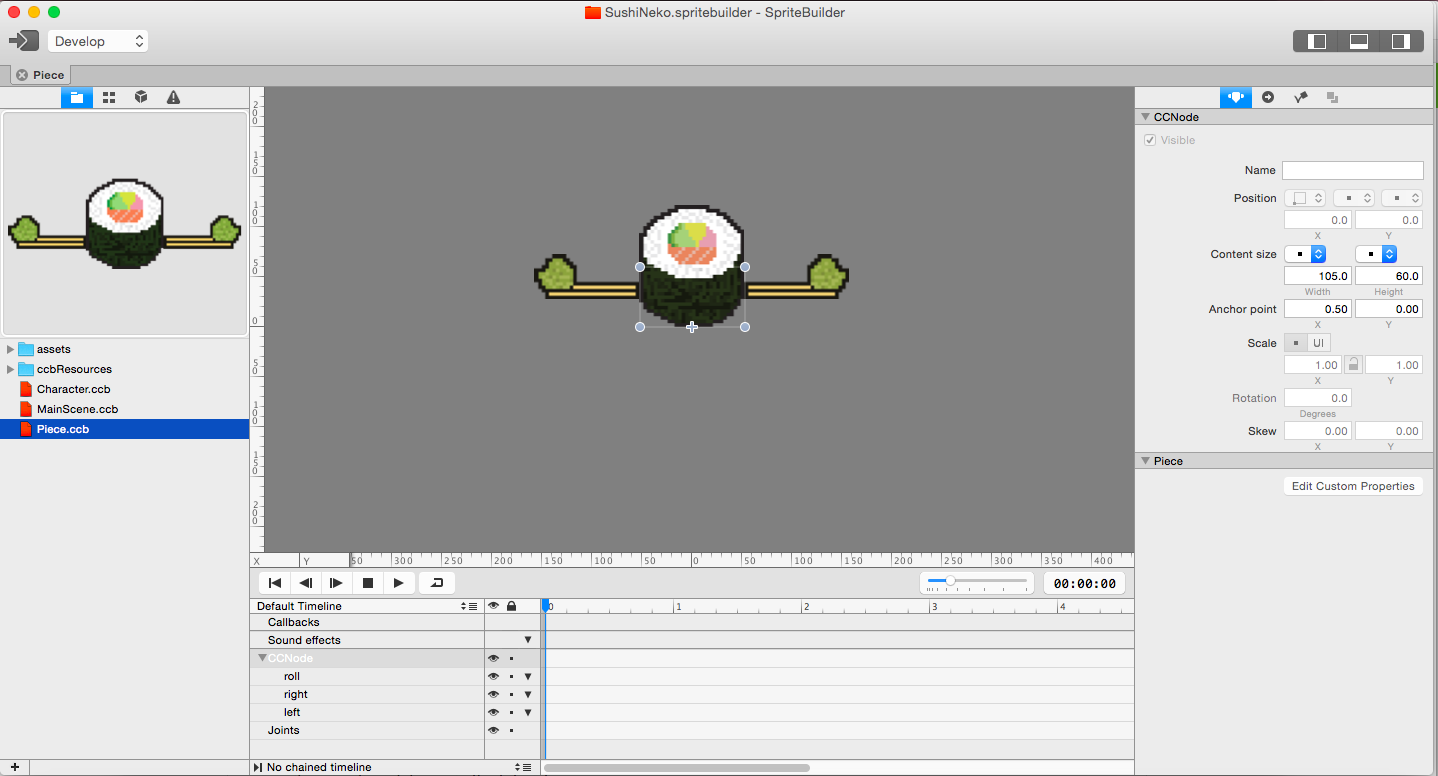 SushiNeko.spritebuilder - SpriteBuilder
Develop
Piece
CCNode
Visible
Name
Position
0.0 0.0
X Y
Content size
105.0 60.0
Width Height
Anchor point 0.50 0.00
X Y
Scale UI
1.00 1.00
X Y
Rotation 0.0
Degrees
Skew 0.00 0.00
X Y
Piece
Edit Custom Properties
assets
ccbResources
Character.ccb
MainScene.ccb
Piece.ccb
200
150
100
50
0
50
100
150
200
X Y 50 300 250 200 150 100 50 0 50 100 150 200 250 300 350 400
00:00:00
Default Timeline 0 1 2 3 4
Callbacks
Sound effects
CCNode
roll
right
left
Joints
+ No chained timeline